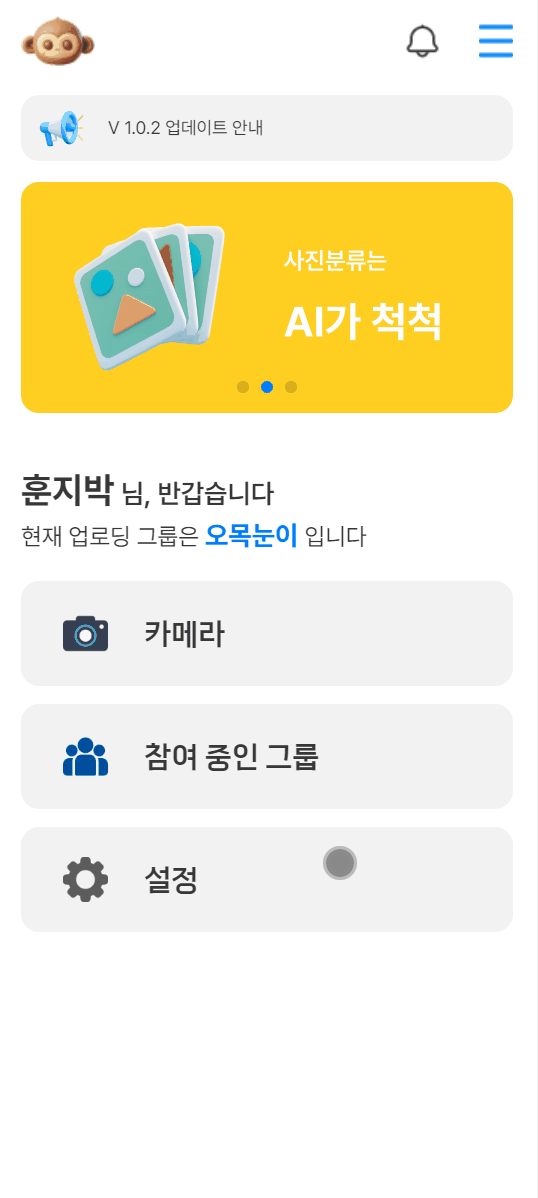 V 1.0.2 업데이트 안내
사진분류는
AI가 척척
훈지박 님, 반갑습니다
현재 업로딩 그룹은 오목눈이 입니다
카메라
참여 중인 그룹
설정